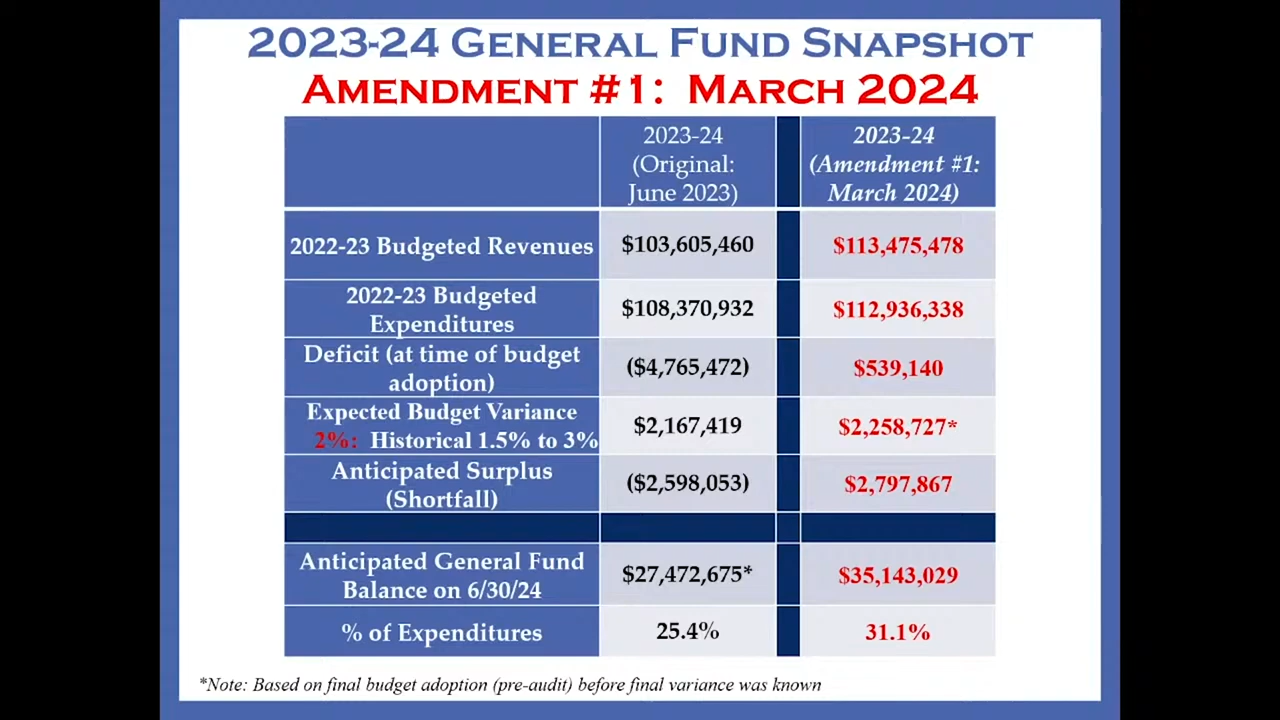 2023-24 GENERAL FUND SNAPSHOT
AMENDMENT #1: MARCH 2024
2023-24
(Original:
June 2023)
2023-24
(Amendment #1:
March 2024)
2022-23 Budgeted Revenues
$103,605,460
$113,475,478
2022-23 Budgeted
Expenditures
$108,370,932
$112,936,338
Deficit (at time of budget
adoption)
($4,765,472)
$539,140
Expected Budget Variance
2%: Historical 1.5% to 3%
$2,167,419
$2,258,727*
Anticipated Surplus
(Shortfall)
($2,598,053)
$2,797,867
Anticipated General Fund
Balance on 6/30/24
$27,472,675*
$35,143,029
% of Expenditures
25.4%
31.1%
*Note: Based on final budget adoption (pre-audit) before final variance was known